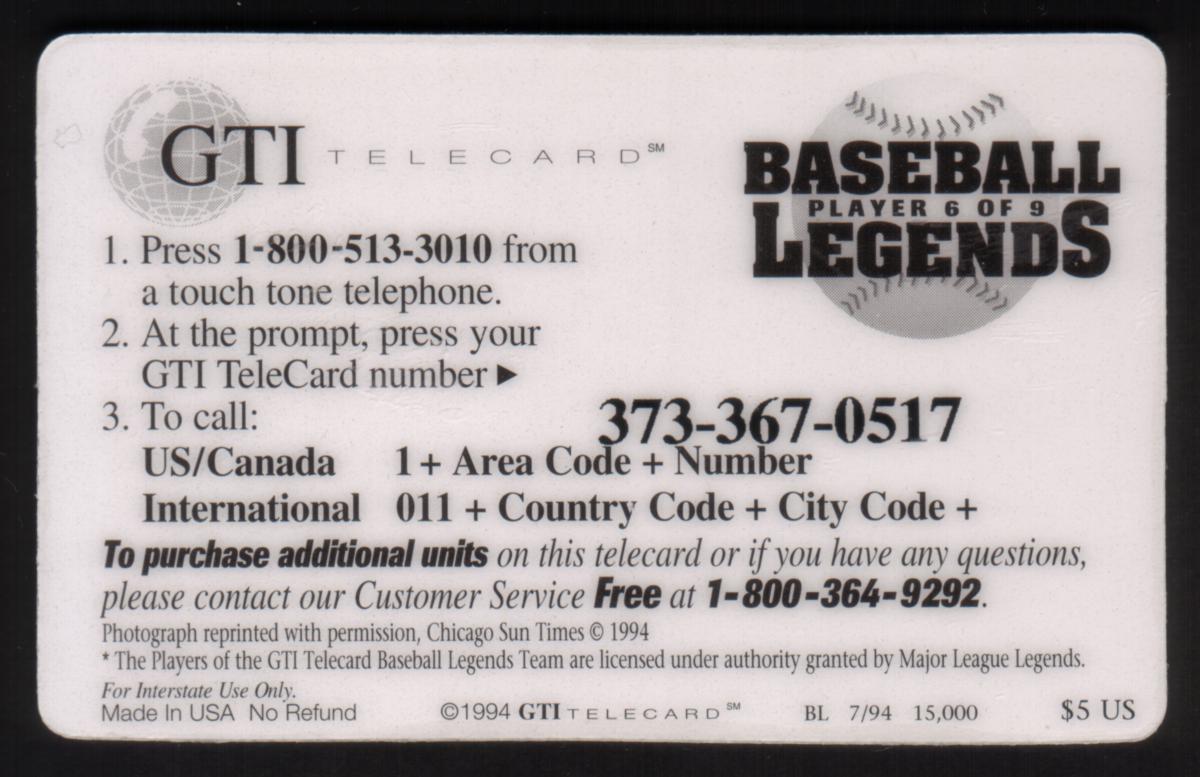 GTI TELECARD℠
BASEBALL
PLAYER 6 OF 9
LEGENDS
1. Press 1-800-513-3010 from
a touch tone telephone.
2. At the prompt, press your
GTI TeleCard number ►
373-367-0517
3. To call:
US/Canada 1+ Area Code + Number
International 011 + Country Code + City Code +
To purchase additional units on this telecard or if you have any questions,
please contact our Customer Service Free at 1-800-364-9292.
Photograph reprinted with permission, Chicago Sun Times © 1994
* The Players of the GTI Telecard Baseball Legends Team are licensed under authority granted by Major League Legends.
For Interstate Use Only.
Made In USA No Refund ©1994 GTI TELECARD℠ BL 7/94 15,000 $5 US